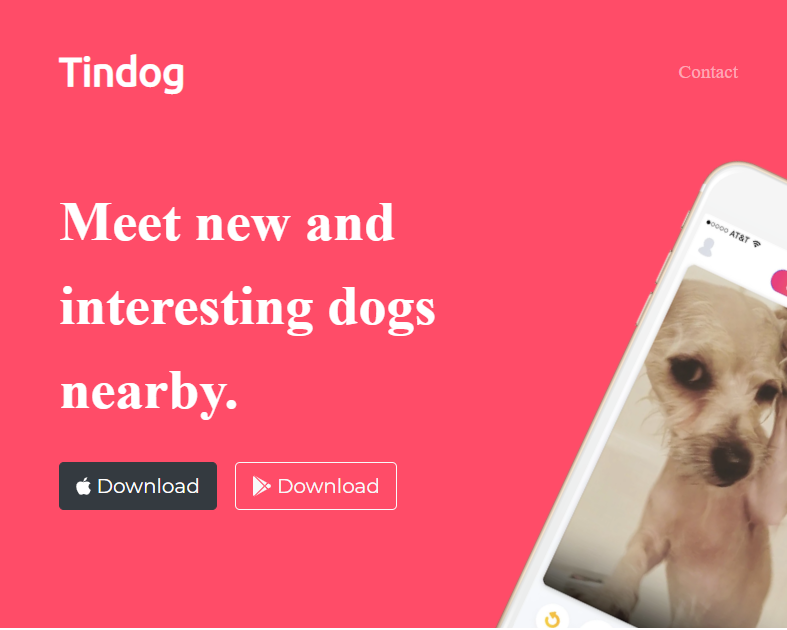 Tindog
Contact
Meet new and
interesting dogs
nearby.
AT&T
Download
Download